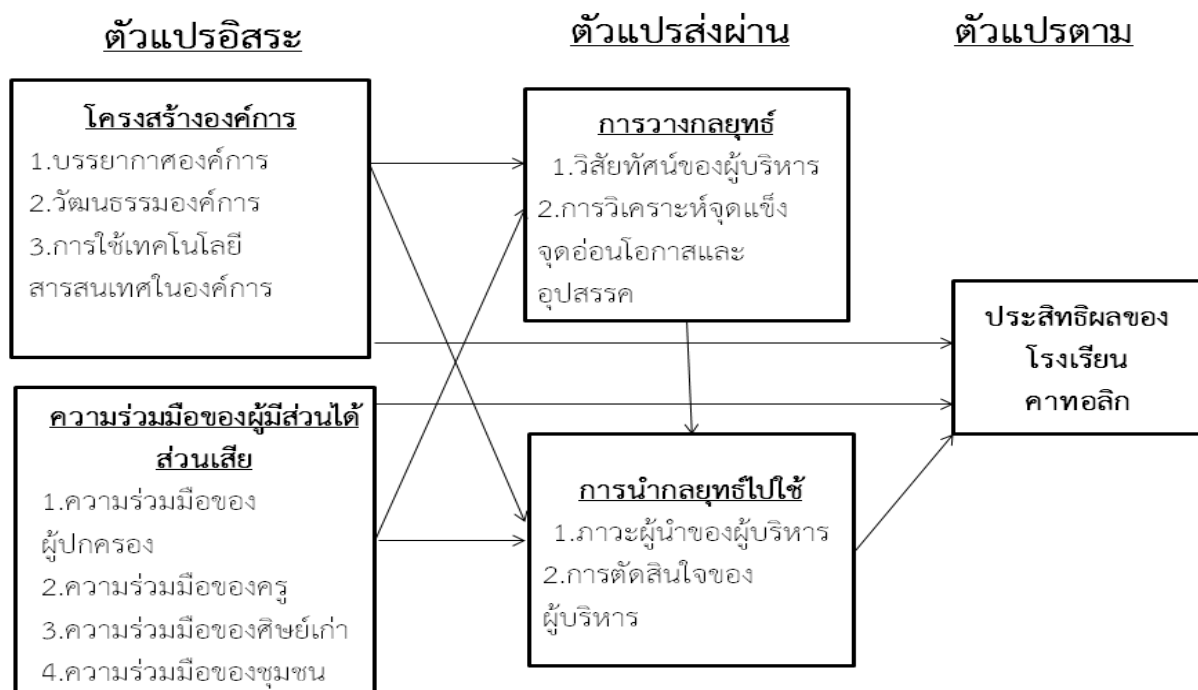 ตัวแปรอิสระ
ตัวแปรส่งผ่าน
ตัวแปรตาม
โครงสร้างองค์การ
1.บรรยากาศองค์การ
2.วัฒนธรรมองค์การ
3.การใช้เทคโนโลยี
สารสนเทศในองค์การ
ความร่วมมือของผู้มีส่วนได้
ส่วนเสีย
1.ความร่วมมือของ
ผู้ปกครอง
2.ความร่วมมือของครู
3.ความร่วมมือของศิษย์เก่า
4.ความร่วมมือของชุมชน
การวางกลยุทธ์
1.วิสัยทัศน์ของผู้บริหาร
2.การวิเคราะห์จุดแข็ง
จุดอ่อนโอกาสและ
อุปสรรค
การนำกลยุทธ์ไปใช้
1.ภาวะผู้นำของผู้บริหาร
2.การตัดสินใจของ
ผู้บริหาร
ประสิทธิผลของ
โรงเรียน
คาทอลิก